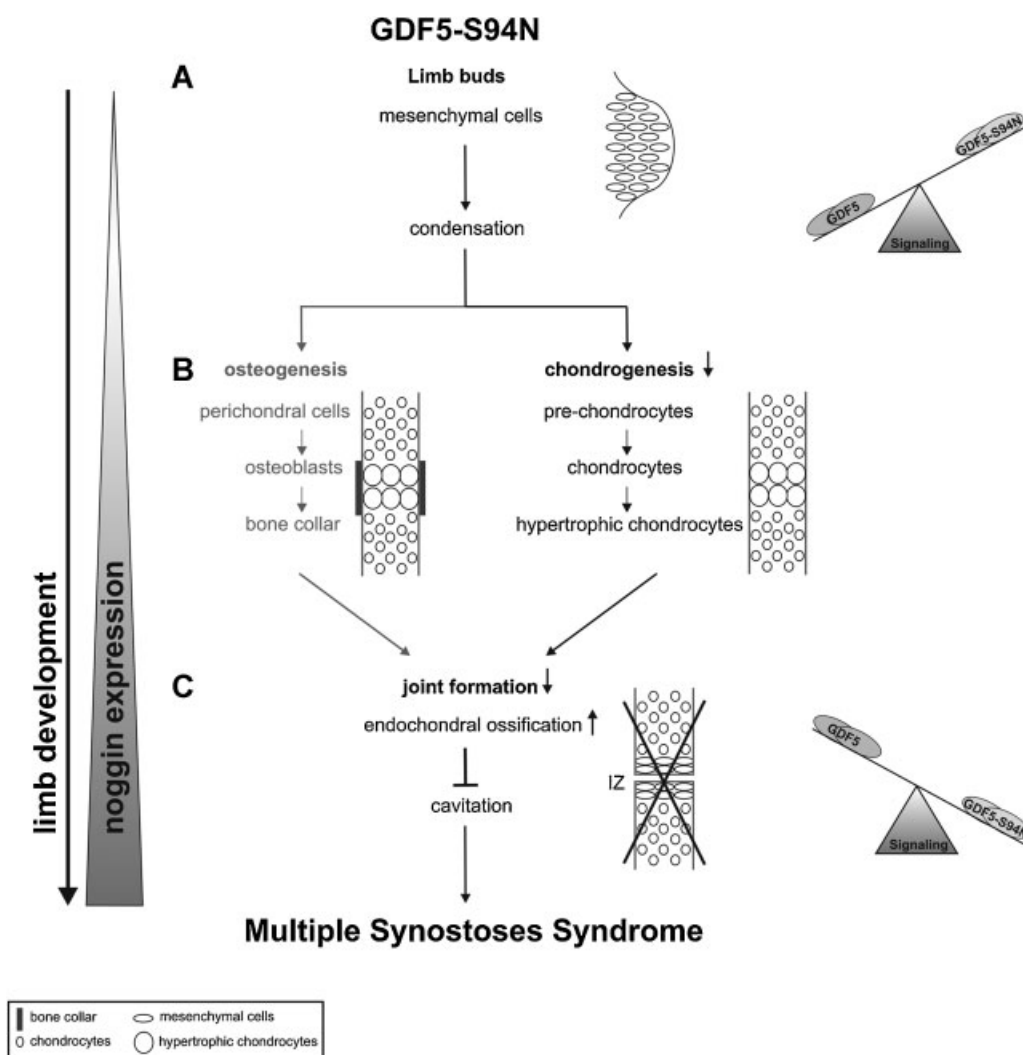 GDF5-S94N
A
Limb buds
mesenchymal cells
condensation
GDF5-S94N
GDF5
Signaling
B
osteogenesis
perichondral cells
osteoblasts
bone collar
chondrogenesis
pre-chondrocytes
chondrocytes
hypertrophic chondrocytes
limb development
noggin expression
C
joint formation
endochondral ossification
cavitation
IZ
GDF5
GDF5-S94N
Signaling
Multiple Synostoses Syndrome
bone collar
mesenchymal cells
chondrocytes
hypertrophic chondrocytes